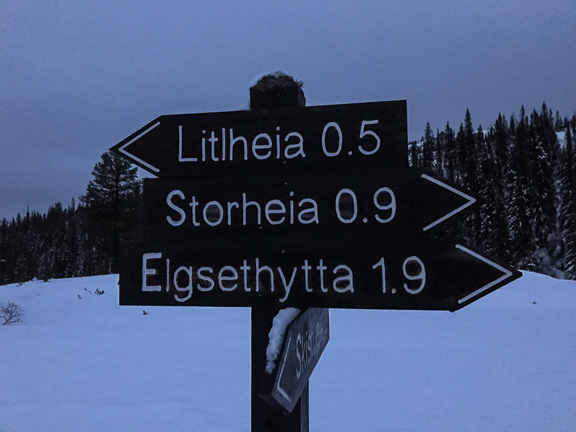 Litlheia 0.5
Storheia 0.9
Elgsethytta 1.9